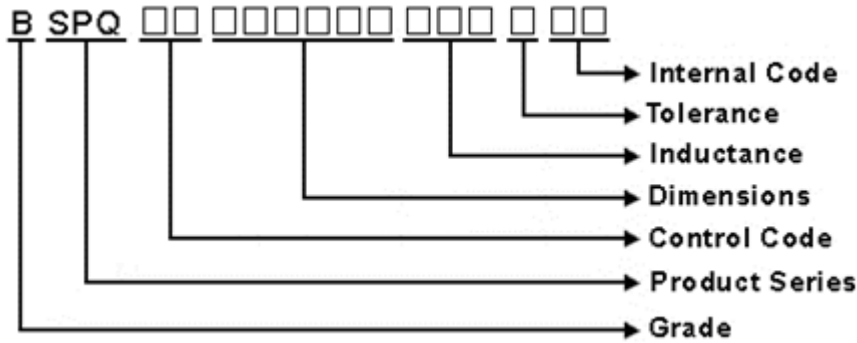 B SPQ □□ □□□□□□ □□□ □ □□
Internal Code
Tolerance
Inductance
Dimensions
Control Code
Product Series
Grade